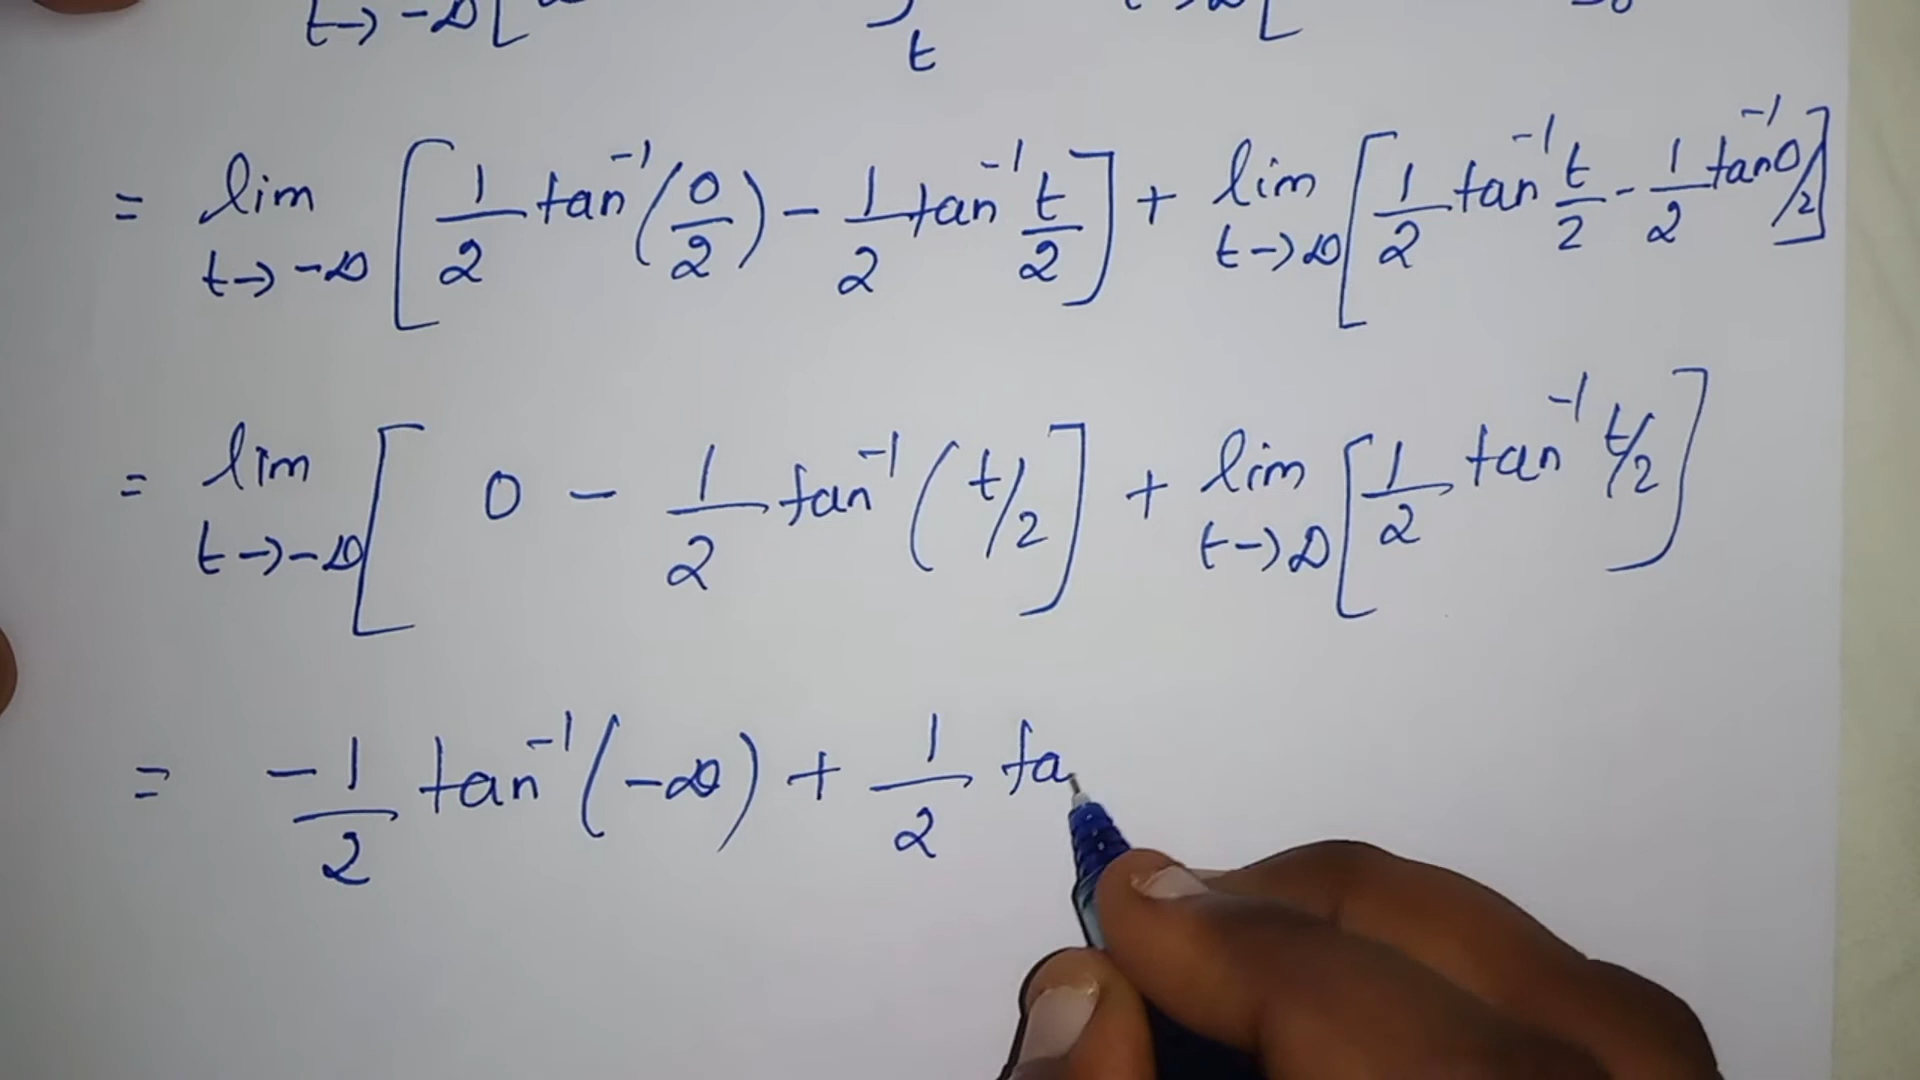 t→-∞[ ]t t→∞[
= lim t→-∞ [1/2 tan⁻¹(0/2) - 1/2 tan⁻¹ t/2] + lim t→∞ [1/2 tan⁻¹ t/2 - 1/2 tan⁻¹ 0/2]
= lim t→-∞ [0 - 1/2 tan⁻¹(t/2] + lim t→∞ [1/2 tan⁻¹ t/2]
= -1/2 tan⁻¹(-∞) + 1/2 ta